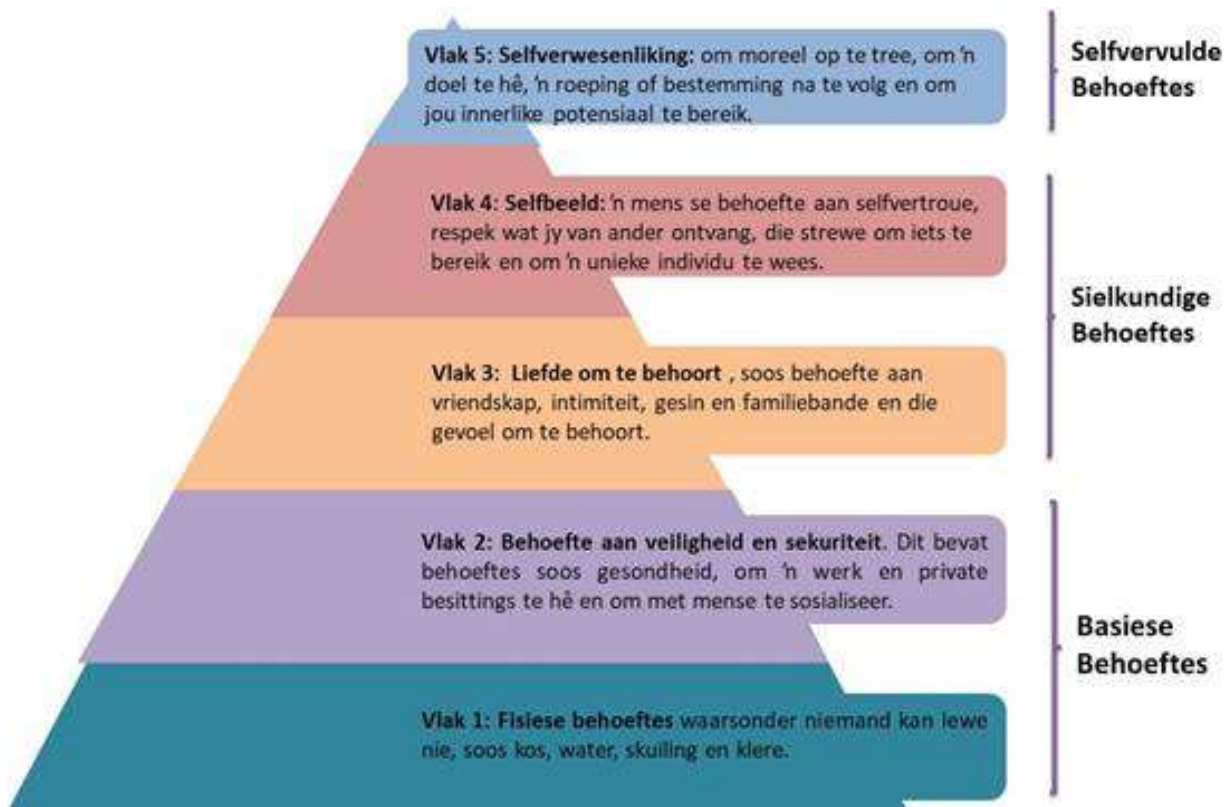 Vlak 5: Selfverwesenliking: om moreel op te tree, om 'n
doel te hê, 'n roeping of bestemming na te volg en om
jou innerlike potensiaal te bereik.
Selfvervulde
Behoeftes
Vlak 4: Selfbeeld: 'n mens se behoefte aan selfvertroue,
respek wat jy van ander ontvang, die strewe om iets te
bereik en om 'n unieke individu te wees.
Sielkundige
Behoeftes
Vlak 3: Liefde om te behoort , soos behoefte aan
vriendskap, intimiteit, gesin en familiebande en die
gevoel om te behoort.
Vlak 2: Behoefte aan veiligheid en sekuriteit. Dit bevat
behoeftes soos gesondheid, om 'n werk en private
besittings te hê en om met mense te sosialiseer.
Basiese
Behoeftes
Vlak 1: Fisiese behoeftes waarsonder niemand kan lewe
nie, soos kos, water, skuiling en klere.